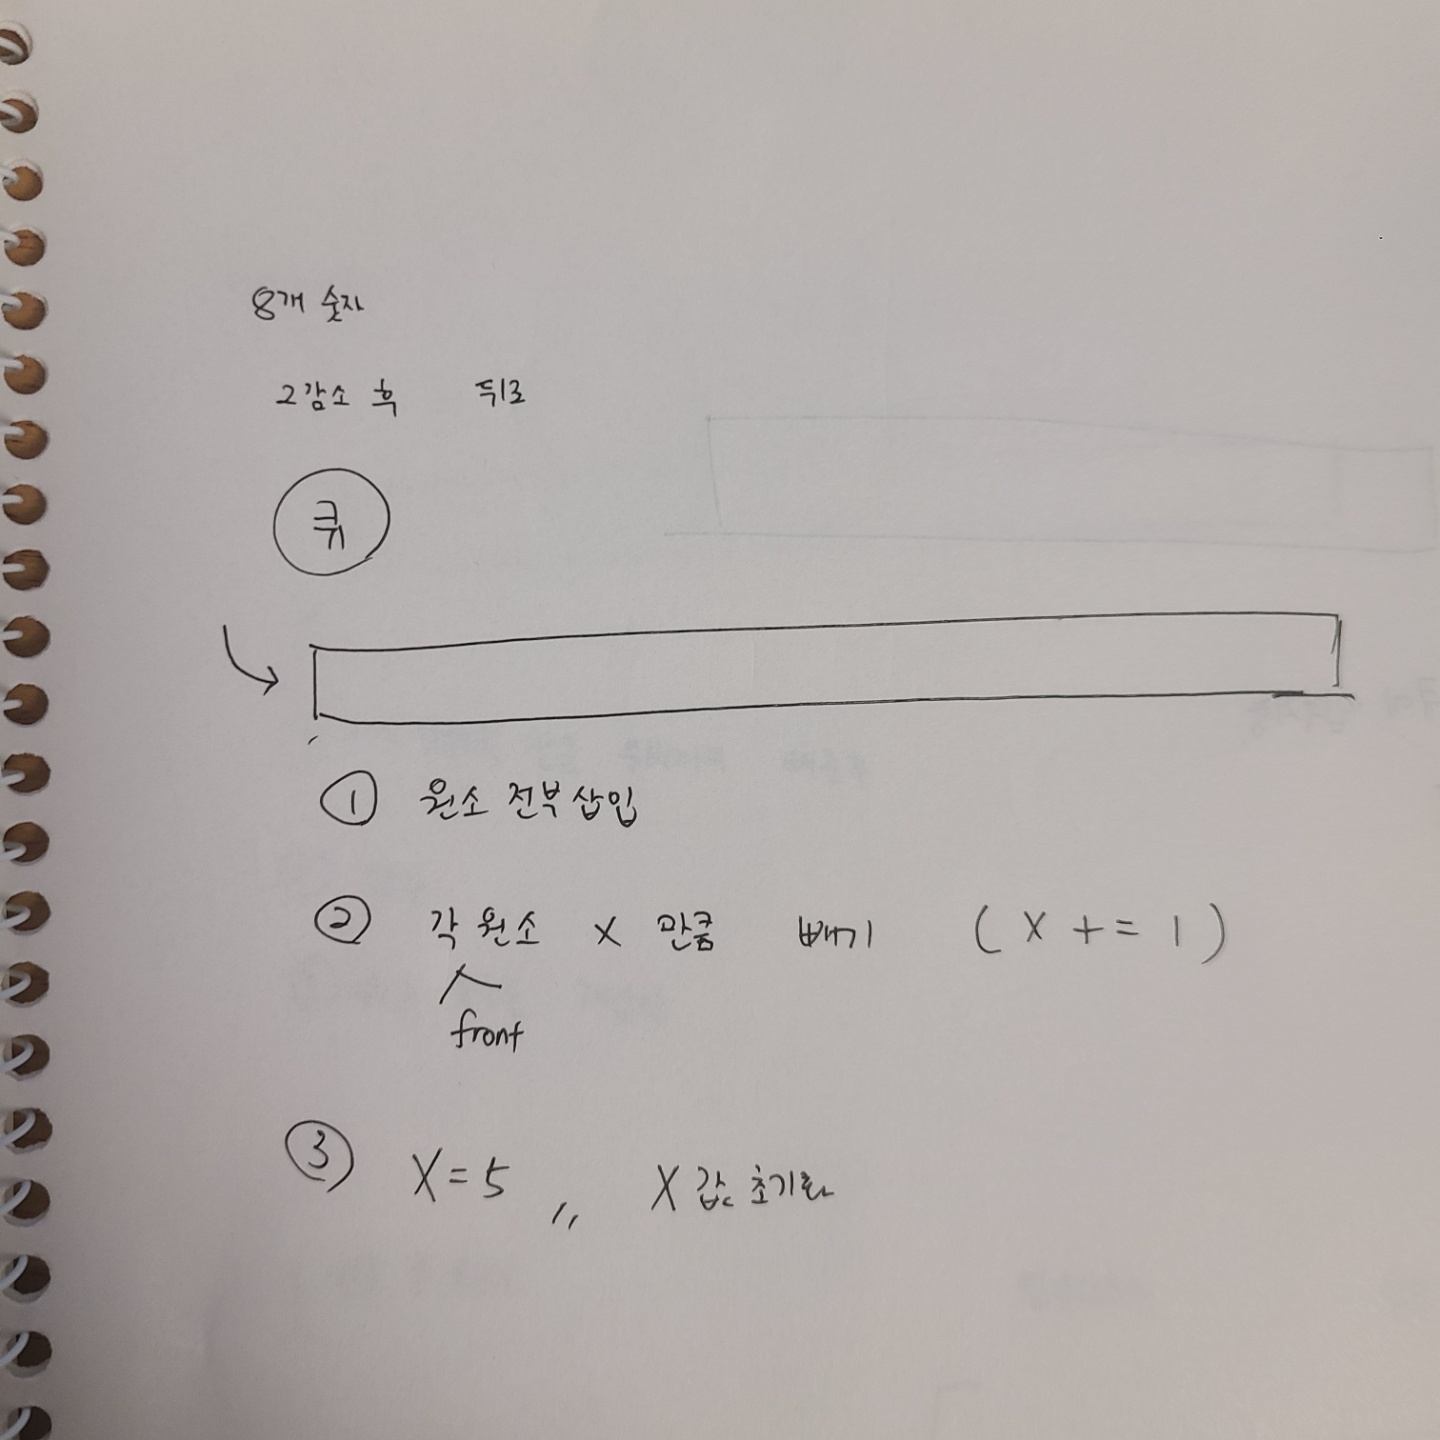 8개 숫자
2감소 후 뒤로
큐
① 원소 전부 삽입
② 각 원소 X 만큼 빼기 (X += 1)
front
③ X=5 ,, X 값 초기화